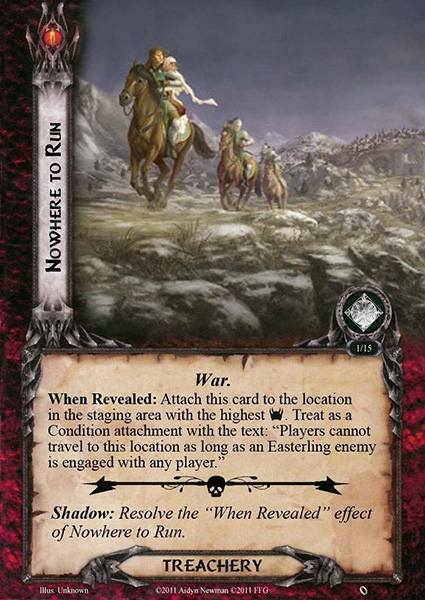 NOWHERE TO RUN
1/15
War.
When Revealed: Attach this card to the location
in the staging area with the highest . Treat as a
Condition attachment with the text: “Players cannot
travel to this location as long as an Easterling enemy
is engaged with any player.”
Shadow: Resolve the “When Revealed” effect
of Nowhere to Run.
TREACHERY
Illus. Unknown
©2011 Aidyn Newman ©2011 FFG